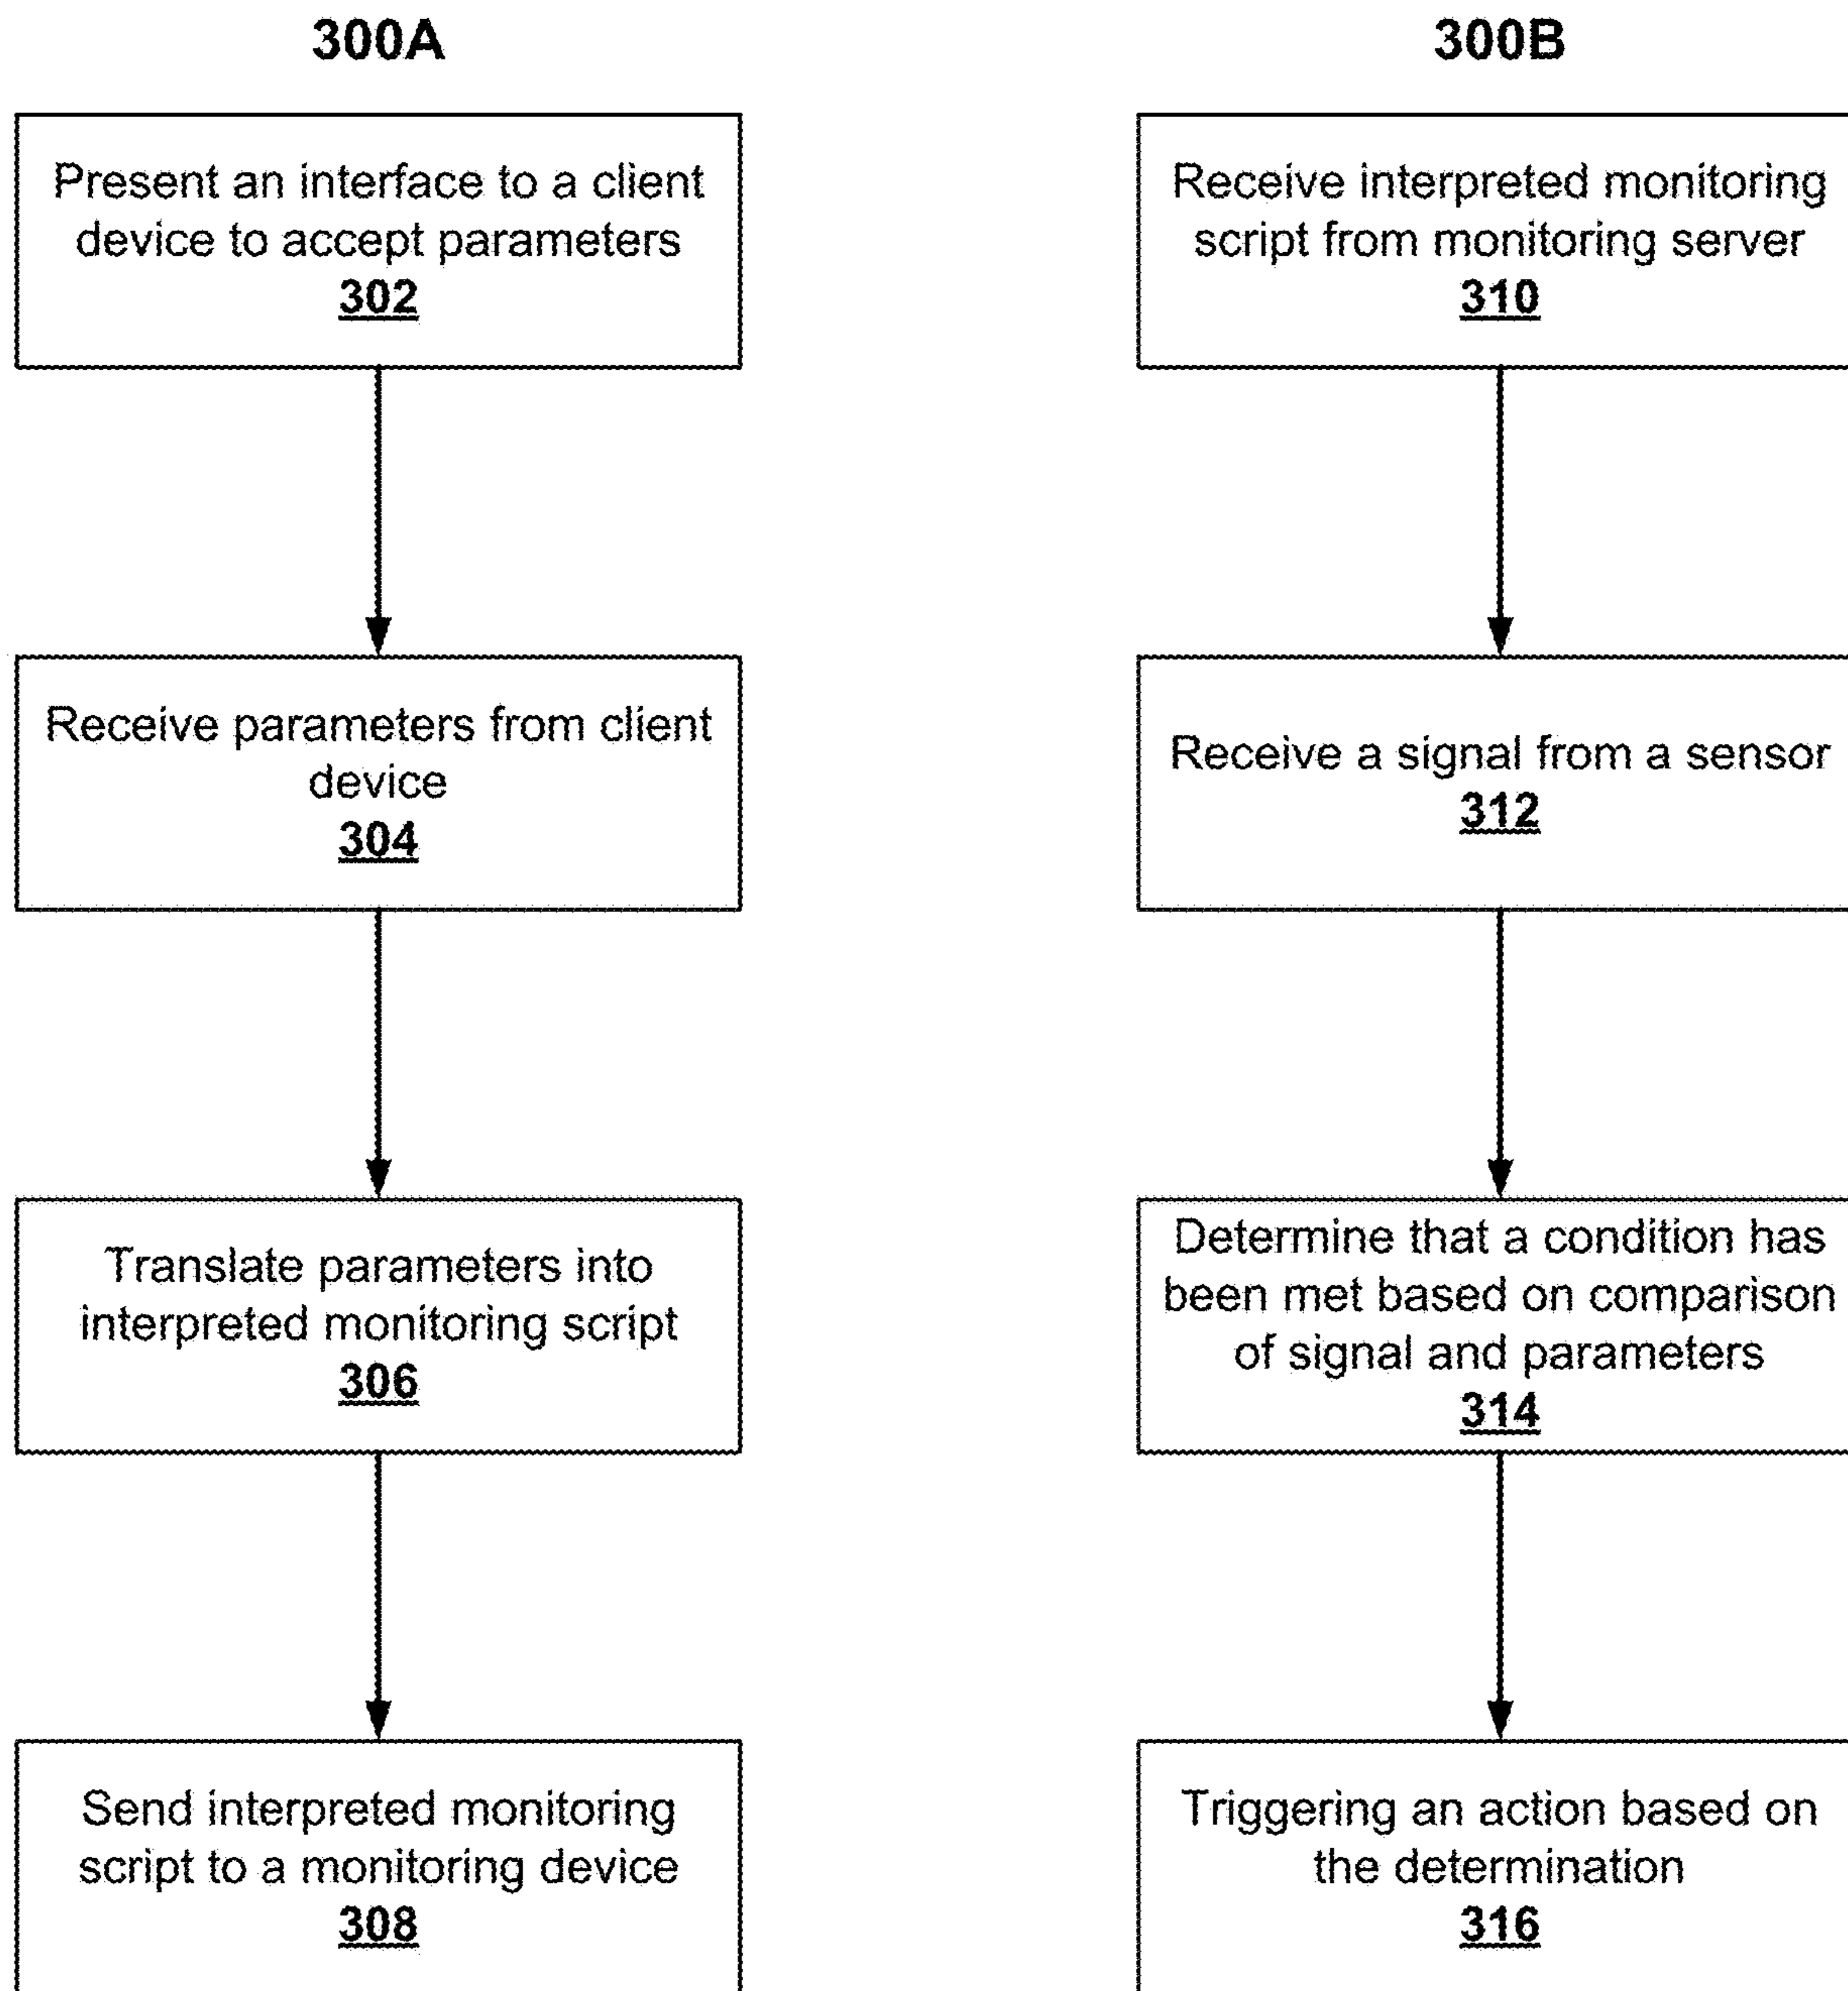 300A
Present an interface to a client
device to accept parameters
302
Receive parameters from client
device
304
Translate parameters into
interpreted monitoring script
306
Send interpreted monitoring
script to a monitoring device
308
300B
Receive interpreted monitoring
script from monitoring server
310
Receive a signal from a sensor
312
Determine that a condition has
been met based on comparison
of signal and parameters
314
Triggering an action based on
the determination
316